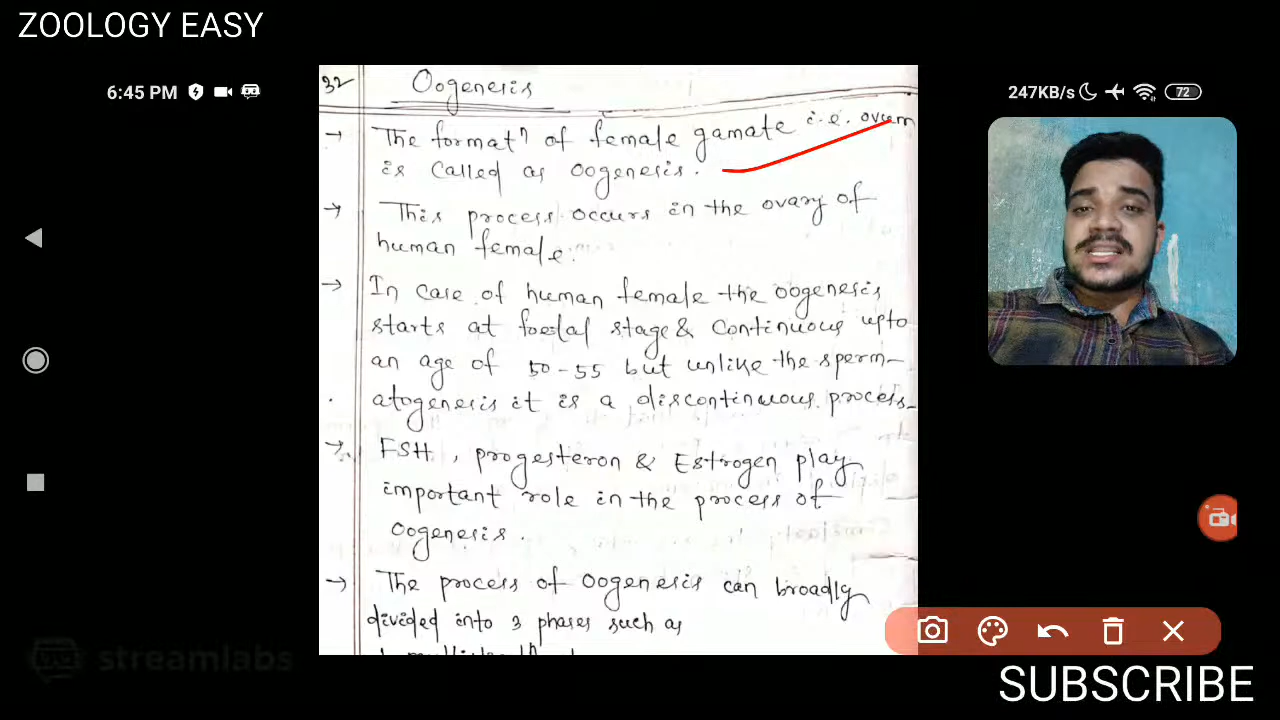 ZOOLOGY EASY
6:45 PM
247KB/s
72
32
Oogenesis
→ The formatⁿ of female gamate i.e. ovum
is called as oogenesis.
→ This process occurs in the ovary of
human female.
→ In case of human female the oogenesis
starts at foetal stage & continuous upto
an age of 50-55 but unlike the sperm-
atogenesis it is a discontinuous process.
→ FSH, progesteron & Estrogen play
important role in the process of
oogenesis.
→ The process of oogenesis can broadly
divided into 3 phases such as
streamlabs
SUBSCRIBE